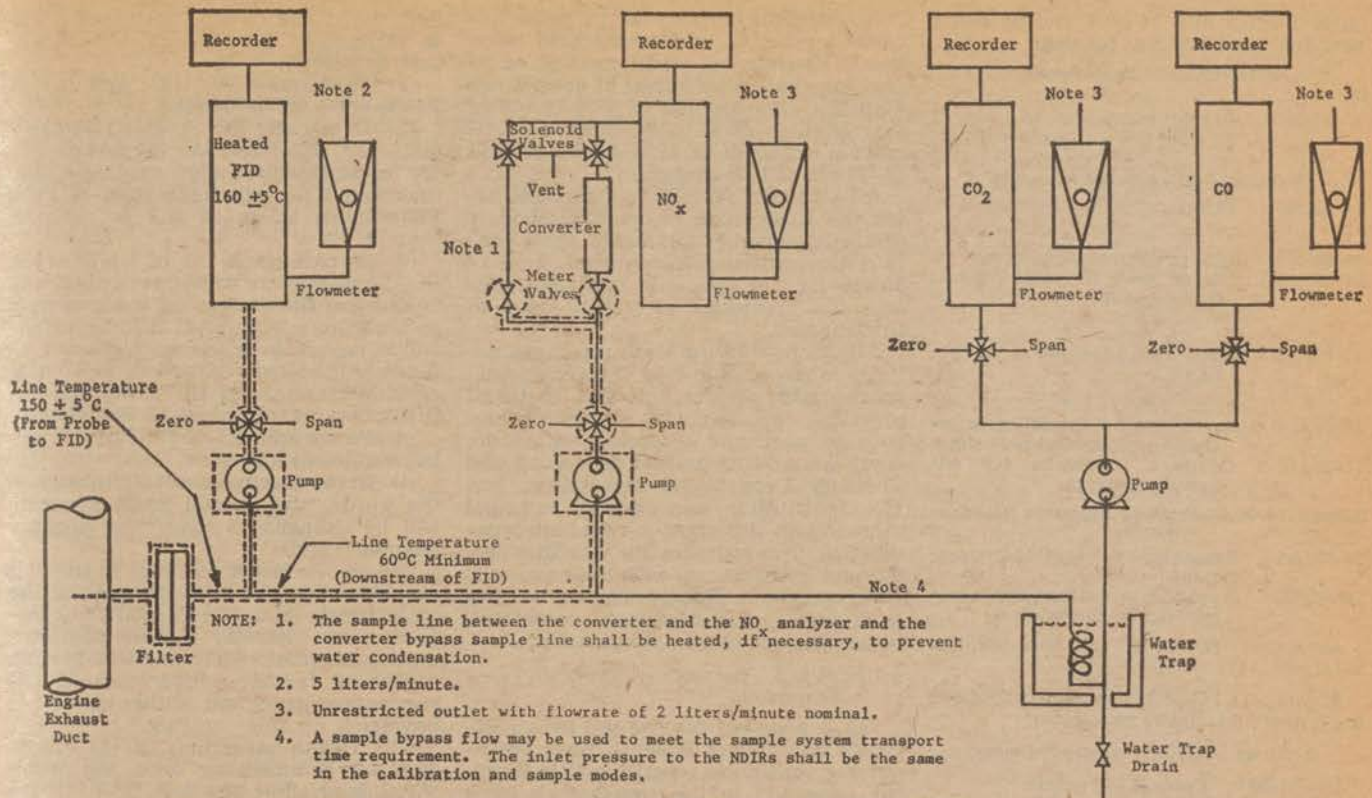 Recorder
Recorder
Recorder
Recorder
Note 2
Note 3
Note 3
Note 3
Heated
FID
160 ±5°C
Solenoid
Valves
Vent
Converter
Note 1
Meter
Valves
NOx
CO2
CO
Flowmeter
Flowmeter
Flowmeter
Flowmeter
Zero
Span
Zero
Span
Line Temperature
150 ± 5°C
(From Probe
to FID)
Zero
Span
Zero
Span
Pump
Pump
Pump
Line Temperature
60°C Minimum
(Downstream of FID)
Note 4
Filter
Engine
Exhaust
Duct
Water
Trap
Water Trap
Drain
NOTE: 1. The sample line between the converter and the NOx analyzer and the
converter bypass sample line shall be heated, if necessary, to prevent
water condensation.
2. 5 liters/minute.
3. Unrestricted outlet with flowrate of 2 liters/minute nominal.
4. A sample bypass flow may be used to meet the sample system transport
time requirement. The inlet pressure to the NDIRs shall be the same
in the calibration and sample modes.